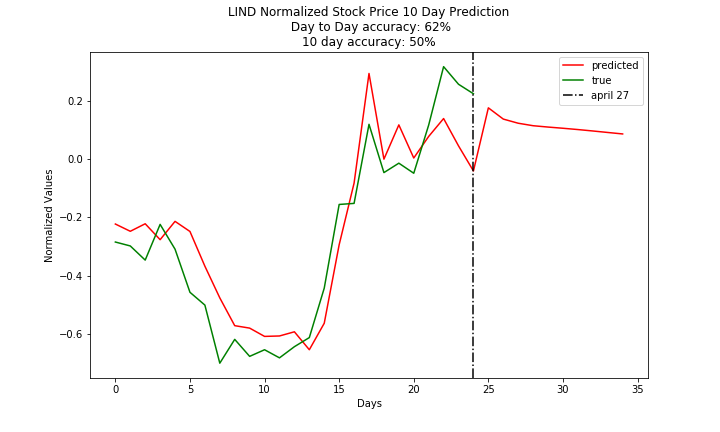 LIND Normalized Stock Price 10 Day Prediction
Day to Day accuracy: 62%
10 day accuracy: 50%
predicted
true
april 27
Normalized Values
0.2
0.0
−0.2
−0.4
−0.6
0 5 10 15 20 25 30 35
Days